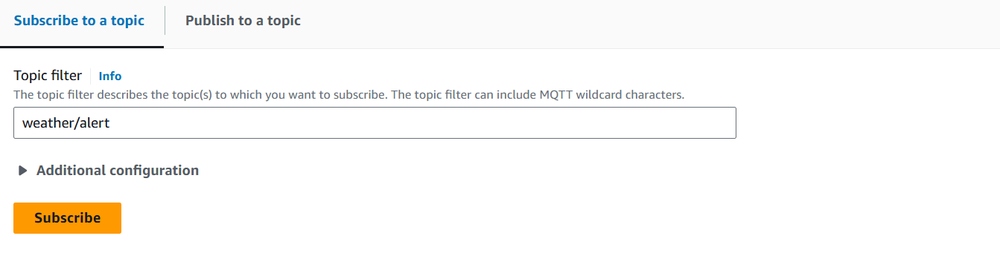 Subscribe to a topic
Publish to a topic
Topic filter
Info
The topic filter describes the topic(s) to which you want to subscribe. The topic filter can include MQTT wildcard characters.
weather/alert
Additional configuration
Subscribe